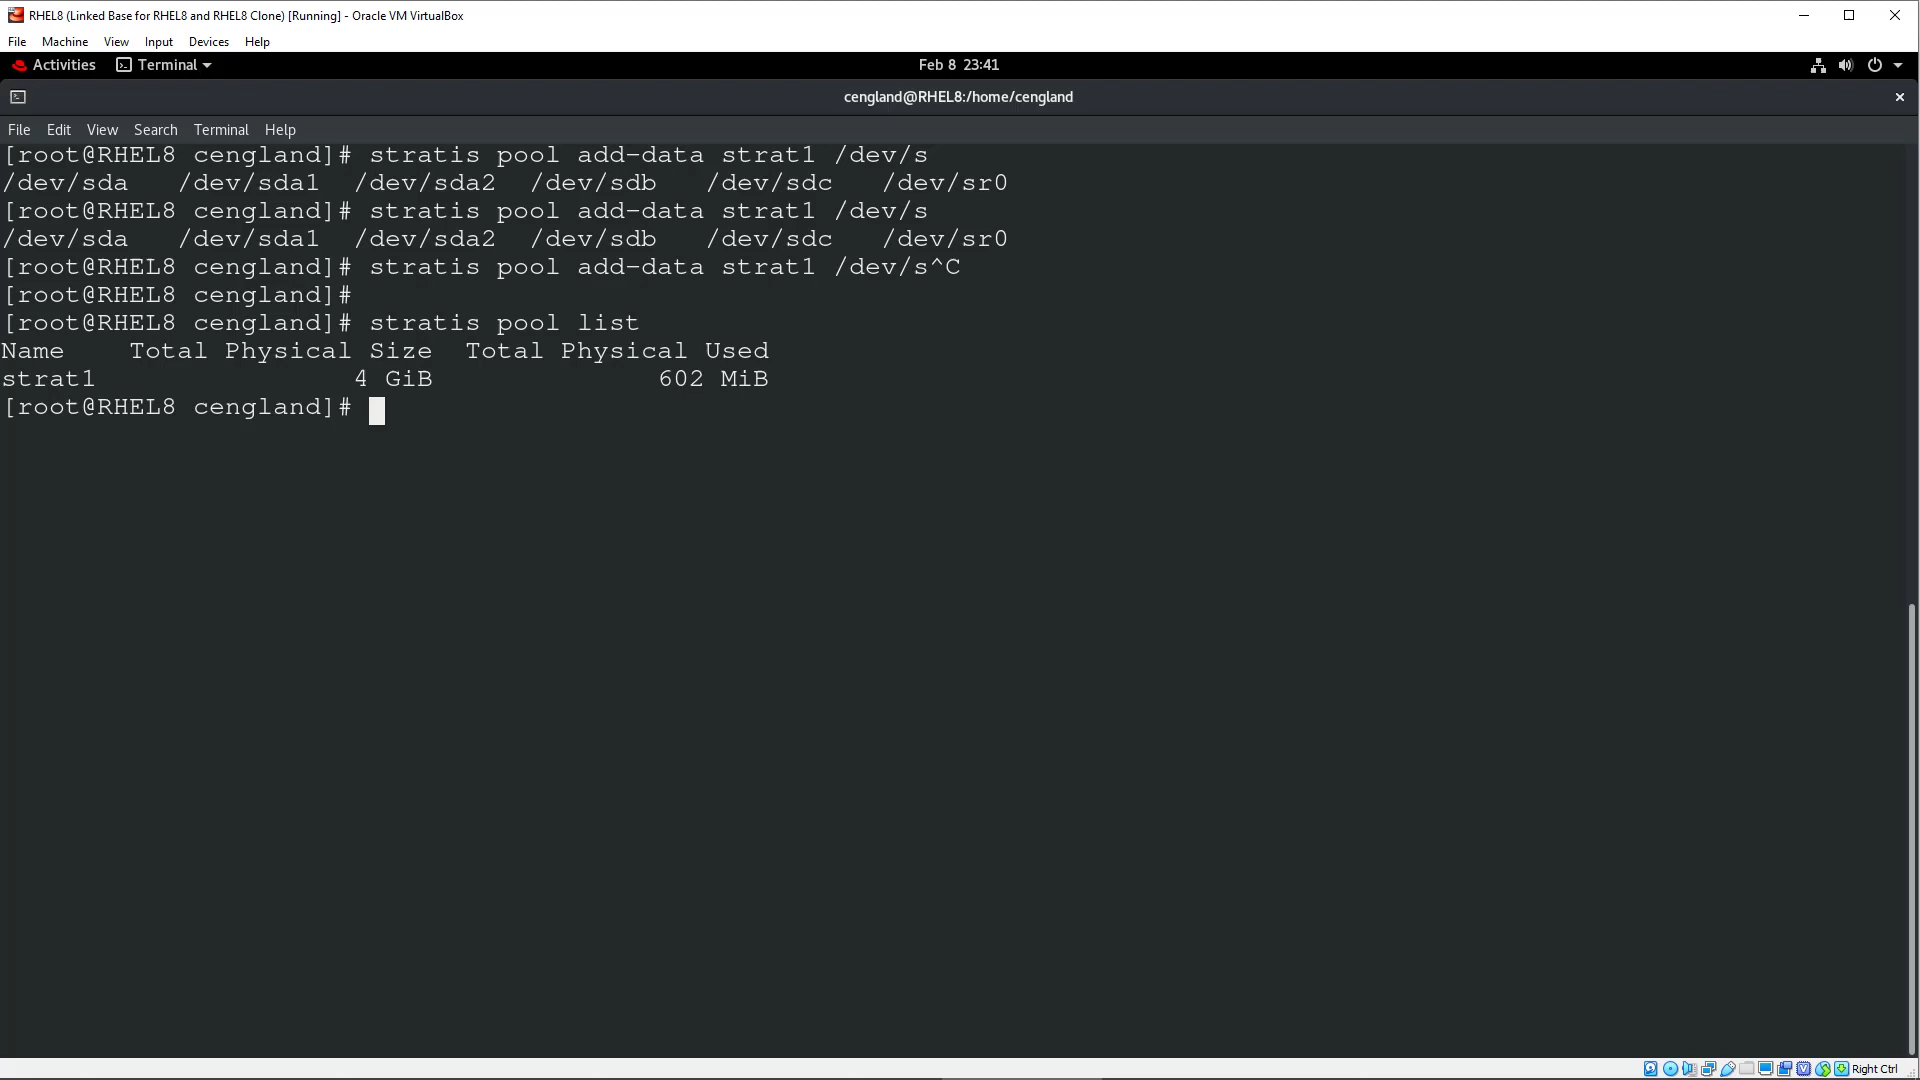 RHEL8 (Linked Base for RHEL8 and RHEL8 Clone) [Running] - Oracle VM VirtualBox
File Machine View Input Devices Help
Activities Terminal Feb 8 23:41
cengland@RHEL8:/home/cengland
File Edit View Search Terminal Help
[root@RHEL8 cengland]# stratis pool add-data strat1 /dev/s
/dev/sda /dev/sda1 /dev/sda2 /dev/sdb /dev/sdc /dev/sr0
[root@RHEL8 cengland]# stratis pool add-data strat1 /dev/s
/dev/sda /dev/sda1 /dev/sda2 /dev/sdb /dev/sdc /dev/sr0
[root@RHEL8 cengland]# stratis pool add-data strat1 /dev/s^C
[root@RHEL8 cengland]#
[root@RHEL8 cengland]# stratis pool list
Name Total Physical Size Total Physical Used
strat1 4 GiB 602 MiB
[root@RHEL8 cengland]#
Right Ctrl